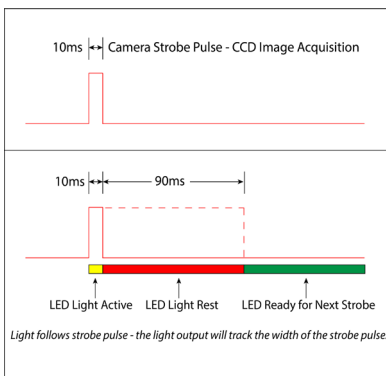 10ms Camera Strobe Pulse - CCD Image Acquisition
10ms 90ms
LED Light Active LED Light Rest LED Ready for Next Strobe
Light follows strobe pulse - the light output will track the width of the strobe pulse.